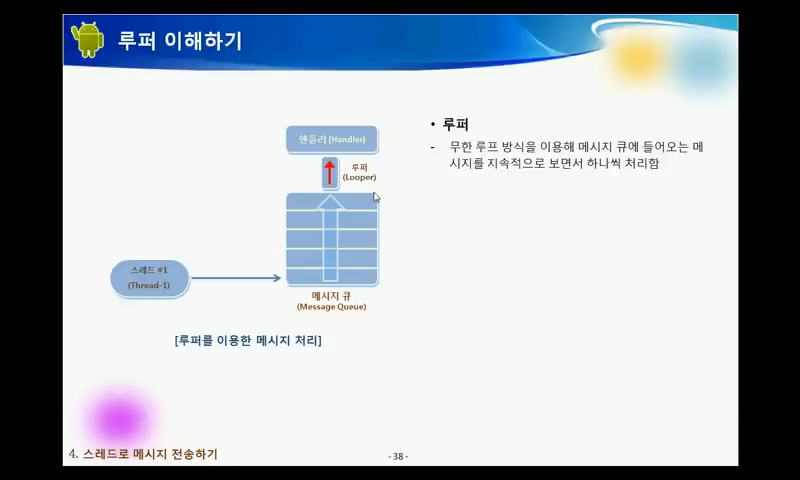 루퍼 이해하기
핸들러 (Handler)
루퍼
(Looper)
스레드 #1
(Thread-1)
메시지 큐
(Message Queue)
[루퍼를 이용한 메시지 처리]
• 루퍼
- 무한 루프 방식을 이용해 메시지 큐에 들어오는 메
시지를 지속적으로 보면서 하나씩 처리함
4. 스레드로 메시지 전송하기
- 38 -